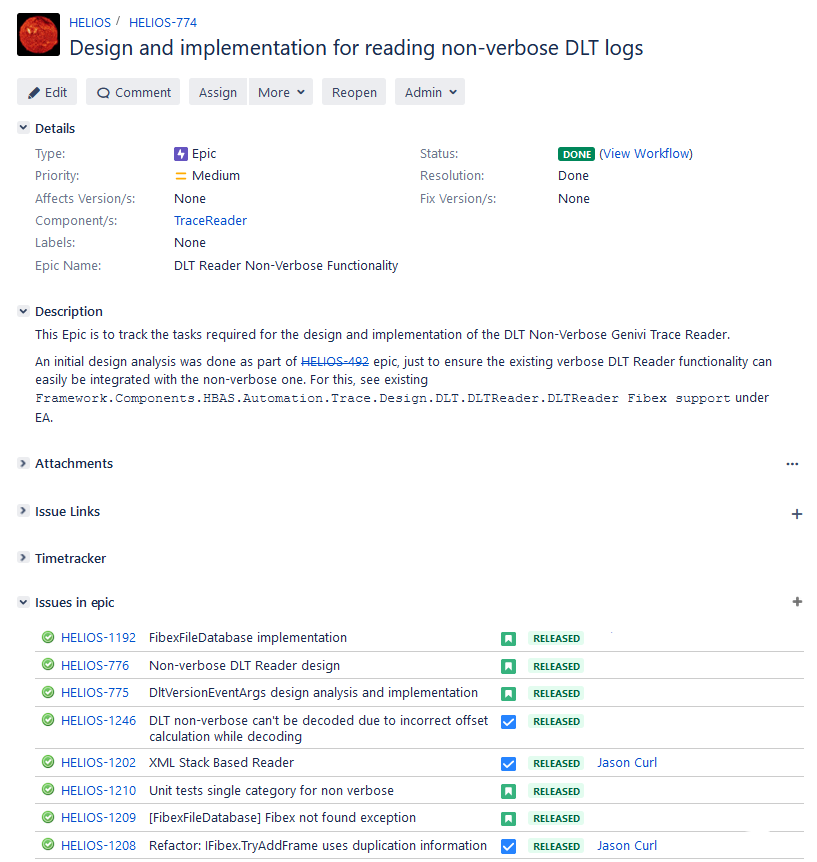 HELIOS / HELIOS-774
Design and implementation for reading non-verbose DLT logs
Edit Comment Assign More Reopen Admin
Details
Type: Epic Status: DONE (View Workflow)
Priority: Medium Resolution: Done
Affects Version/s: None Fix Version/s: None
Component/s: TraceReader
Labels: None
Epic Name: DLT Reader Non-Verbose Functionality
Description
This Epic is to track the tasks required for the design and implementation of the DLT Non-Verbose Genivi Trace Reader.
An initial design analysis was done as part of HELIOS-492 epic, just to ensure the existing verbose DLT Reader functionality can
easily be integrated with the non-verbose one. For this, see existing
Framework.Components.HBAS.Automation.Trace.Design.DLT.DLTReader.DLTReader Fibex support under
EA.
Attachments
Issue Links
Timetracker
Issues in epic
HELIOS-1192 FibexFileDatabase implementation RELEASED
HELIOS-776 Non-verbose DLT Reader design RELEASED
HELIOS-775 DltVersionEventArgs design analysis and implementation RELEASED
HELIOS-1246 DLT non-verbose can't be decoded due to incorrect offset RELEASED
calculation while decoding
HELIOS-1202 XML Stack Based Reader RELEASED Jason Curl
HELIOS-1210 Unit tests single category for non verbose RELEASED
HELIOS-1209 [FibexFileDatabase] Fibex not found exception RELEASED
HELIOS-1208 Refactor: IFibex.TryAddFrame uses duplication information RELEASED Jason Curl